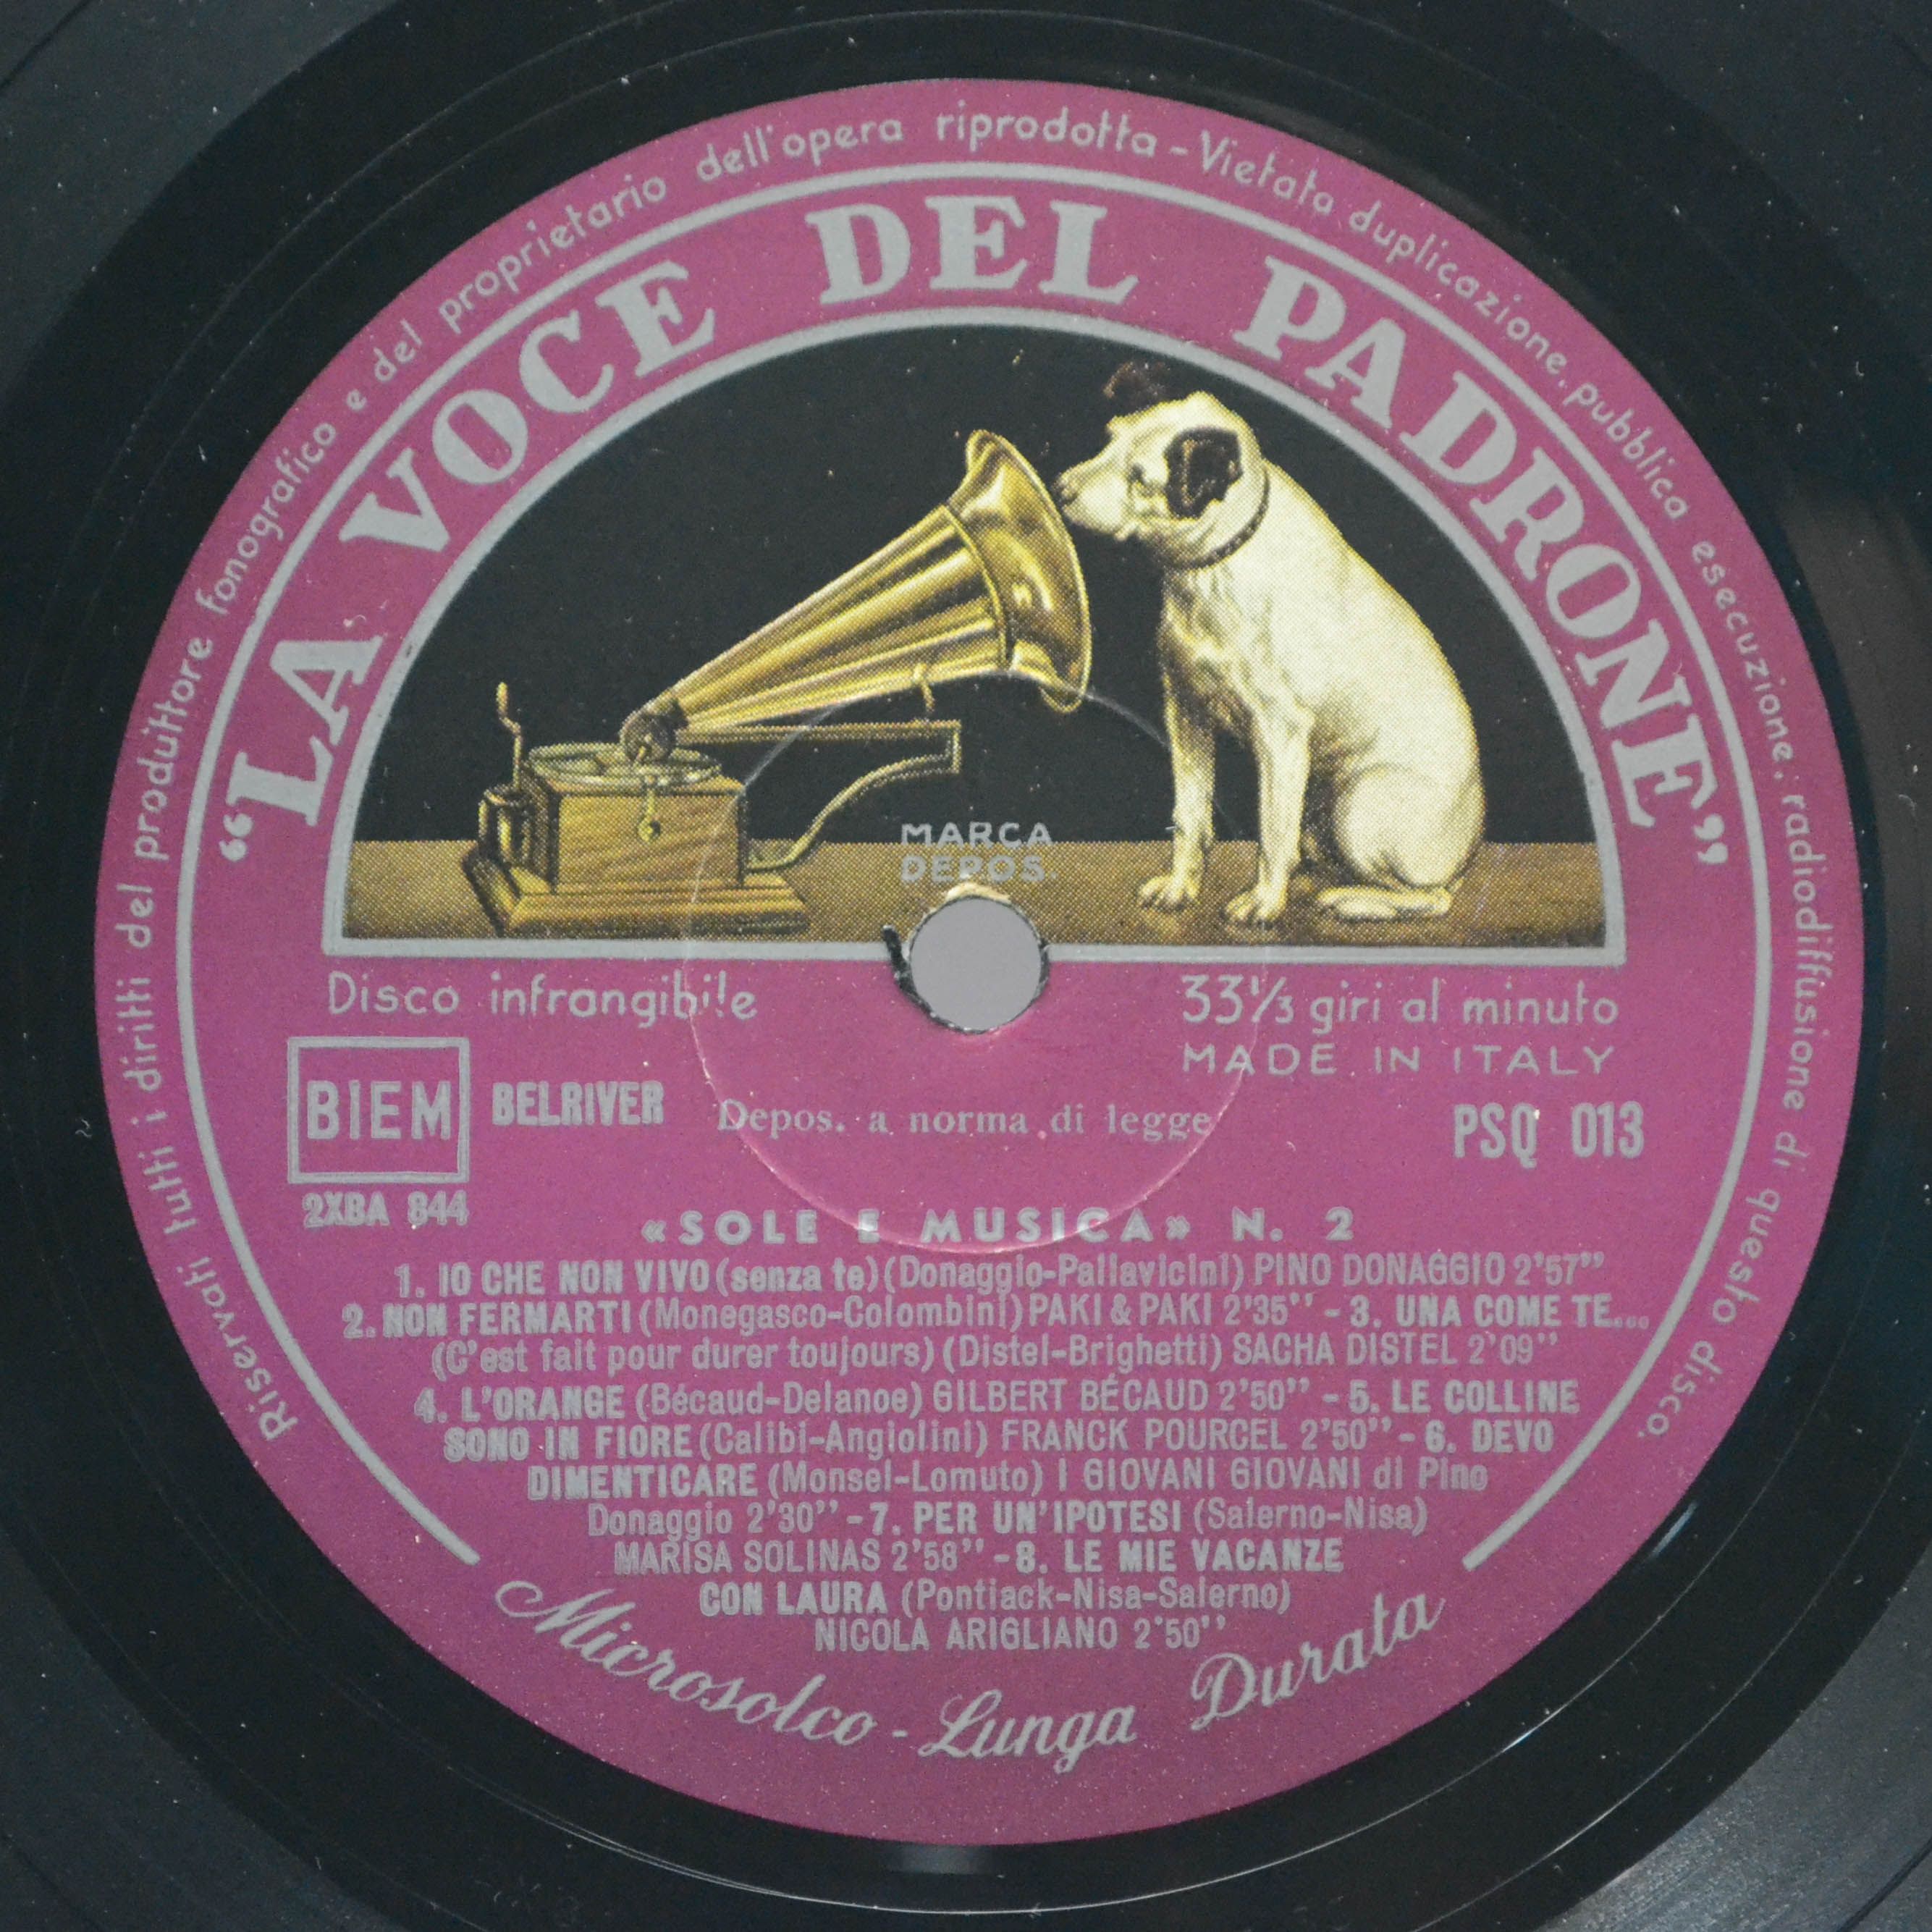 Riservati tutti i diritti del produttore fonografico e del proprietario dell'opera riprodotta - Vietata duplicazione, pubblica esecuzione, radiodiffusione di questo disco.
“LA VOCE DEL PADRONE”
MARCA
DEPOS.
Disco infrangibile
33⅓ giri al minuto
MADE IN ITALY
BIEM BELRIVER
Depos. a norma di legge
PSQ 013
2XBA 844
«SOLE E MUSICA» N. 2
1. IO CHE NON VIVO (senza te) (Donaggio-Pallavicini) PINO DONAGGIO 2'57''
2. NON FERMARTI (Monegasco-Colombini) PAKI & PAKI 2'35'' - 3. UNA COME TE...
(C'est fait pour durer toujours) (Distel-Brighetti) SACHA DISTEL 2'09''
4. L'ORANGE (Bécaud-Delanoe) GILBERT BÉCAUD 2'50'' - 5. LE COLLINE
SONO IN FIORE (Calibi-Angiolini) FRANCK POURCEL 2'50'' - 6. DEVO
DIMENTICARE (Monsel-Lomuto) I GIOVANI GIOVANI di Pino
Donaggio 2'30'' - 7. PER UN'IPOTESI (Salerno-Nisa)
MARISA SOLINAS 2'58'' - 8. LE MIE VACANZE
CON LAURA (Pontiack-Nisa-Salerno)
NICOLA ARIGLIANO 2'50''
Microsolco - Lunga Durata